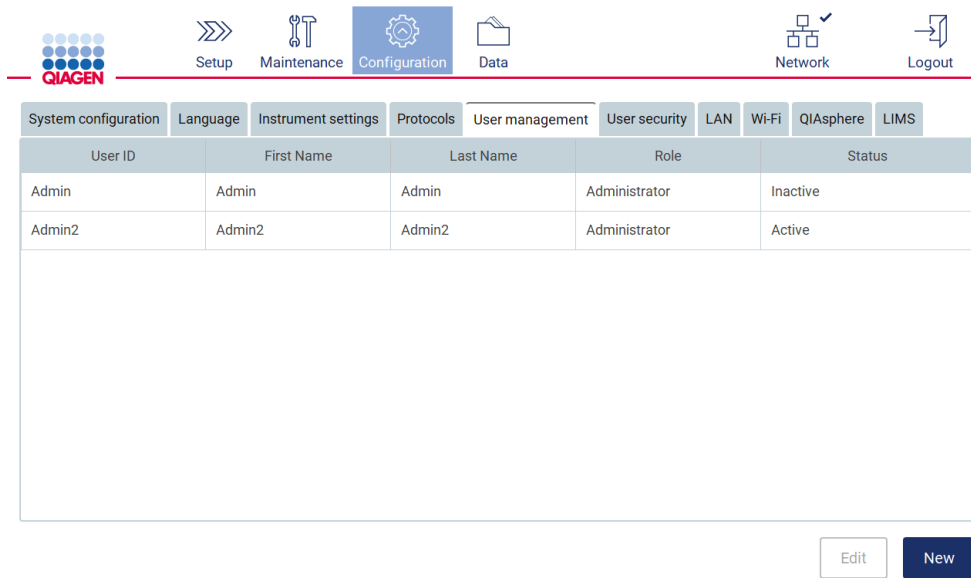 QIAGEN
Setup Maintenance Configuration Data Network Logout
System configuration Language Instrument settings Protocols User management User security LAN Wi-Fi QIAsphere LIMS
User ID First Name Last Name Role Status
Admin Admin Admin Administrator Inactive
Admin2 Admin2 Admin2 Administrator Active
Edit New